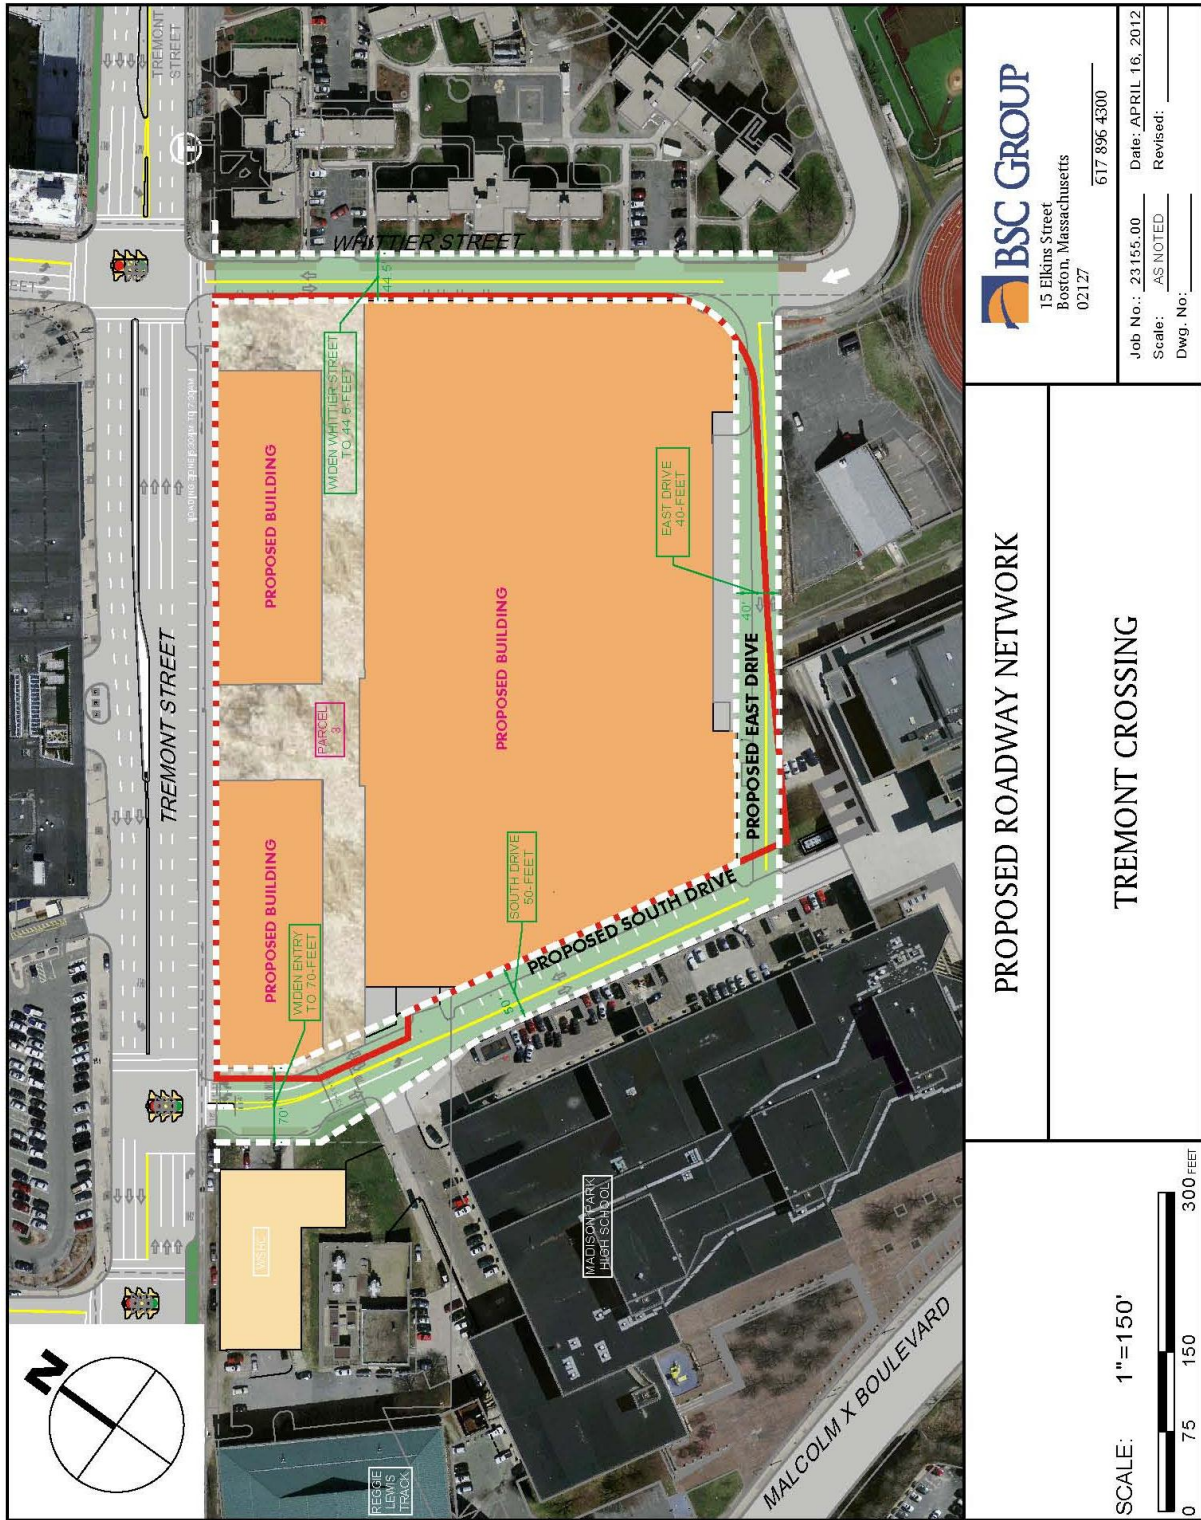 TREMONT
STREET
T
TREMONT STREET
WHITTIER STREET
WIDEN WHITTIER STREET
TO 44.5-FEET
44.5'
PROPOSED BUILDING
PROPOSED BUILDING
PROPOSED BUILDING
PARCEL
3
WIDEN ENTRY
TO 70-FEET
70'
SOUTH DRIVE
50-FEET
50'
PROPOSED SOUTH DRIVE
EAST DRIVE
40-FEET
40'
PROPOSED EAST DRIVE
WSHC
MADISON PARK
HIGH SCHOOL
REGGIE
LEWIS
TRACK
MALCOLM X BOULEVARD
N
SCALE: 1"=150'
0 75 150 300 FEET
PROPOSED ROADWAY NETWORK
TREMONT CROSSING
BSC GROUP
15 Elkins Street
Boston, Massachusetts
02127
617 896 4300
Job No.: 23155.00
Date: APRIL 16, 2012
Scale: AS NOTED
Revised:
Dwg. No: